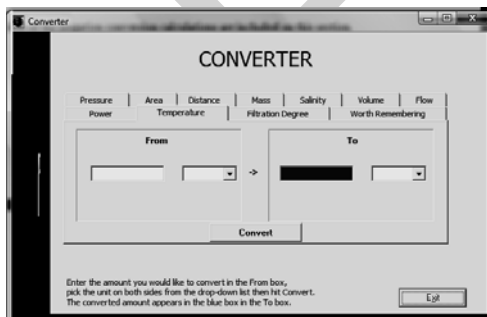 Converter
CONVERTER
Pressure Area Distance Mass Salinity Volume Flow
Power Temperature Filtration Degree Worth Remembering
From To
->
Convert
Enter the amount you would like to convert in the From box,
pick the unit on both sides from the drop-down list then hit Convert.
The converted amount appears in the blue box in the To box.
Exit